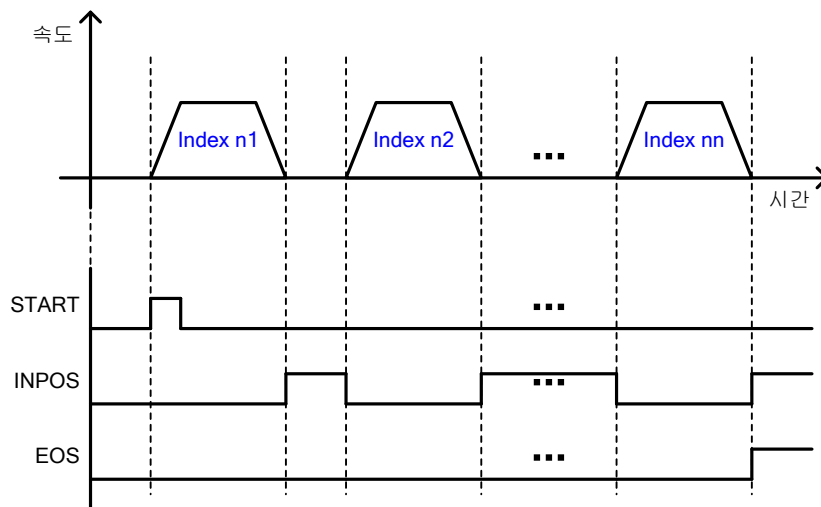 속도
Index n1
Index n2
Index nn
시간
START
INPOS
EOS